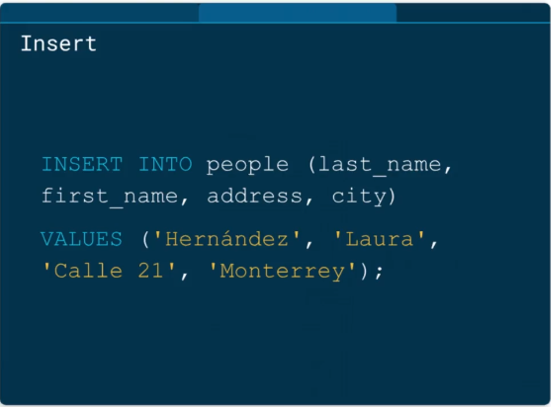 Insert
INSERT INTO people (last_name,
first_name, address, city)
VALUES ('Hernández', 'Laura',
'Calle 21', 'Monterrey');